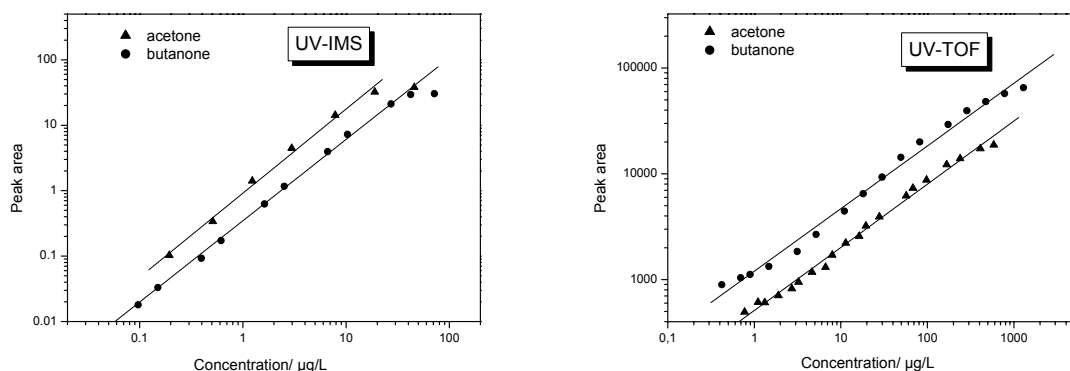 acetone
butanone
UV-IMS
100
10
1
0.1
0.01
Peak area
0.1 1 10 100
Concentration/ µg/L
acetone
butanone
UV-TOF
100000
10000
1000
Peak area
0,1 1 10 100 1000
Concentration/ µg/L